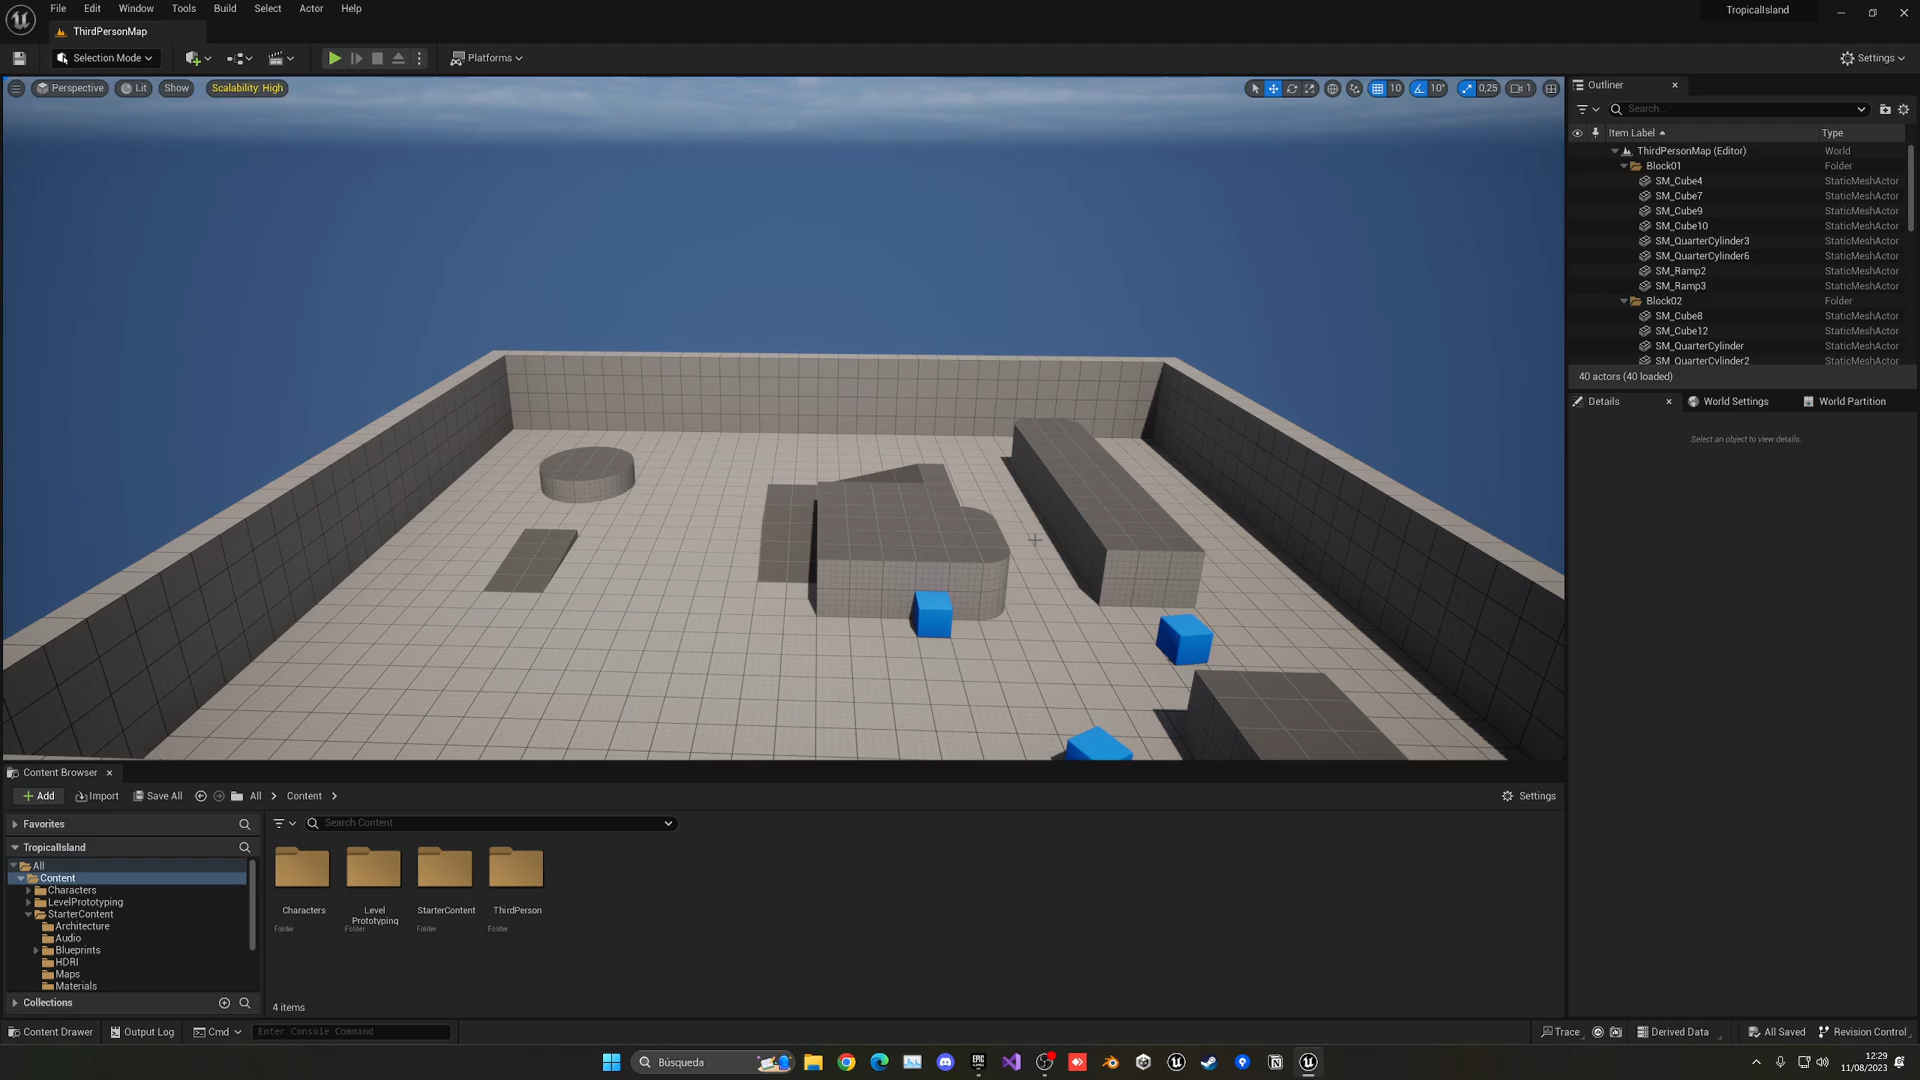 File Edit Window Tools Build Select Actor Help
TropicalIsland
ThirdPersonMap
Selection Mode
Platforms
Settings
Perspective Lit Show Scalability: High
10 10° 0,25 1
Outliner
Search...
Item Label Type
ThirdPersonMap (Editor) World
Block01 Folder
SM_Cube4 StaticMeshActor
SM_Cube7 StaticMeshActor
SM_Cube9 StaticMeshActor
SM_Cube10 StaticMeshActor
SM_QuarterCylinder3 StaticMeshActor
SM_QuarterCylinder6 StaticMeshActor
SM_Ramp2 StaticMeshActor
SM_Ramp3 StaticMeshActor
Block02 Folder
SM_Cube8 StaticMeshActor
SM_Cube12 StaticMeshActor
SM_QuarterCylinder StaticMeshActor
SM_QuarterCylinder2 StaticMeshActor
40 actors (40 loaded)
Details World Settings World Partition
Select an object to view details.
Content Browser
Add Import Save All All Content Settings
Favorites
Search Content
TropicalIsland
All
Content
Characters
LevelPrototyping
StarterContent
Architecture
Audio
Blueprints
HDRI
Maps
Materials
Collections
Characters
Folder
Level
Prototyping
Folder
StarterContent
Folder
ThirdPerson
Folder
4 items
Content Drawer Output Log Cmd Enter Console Command
Trace Derived Data All Saved Revision Control
Búsqueda
EPIC
GAMES
12:29
11/08/2023